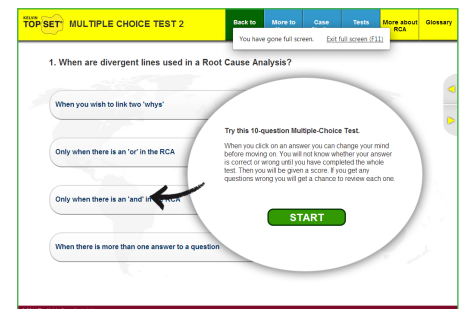 KELVIN
TOP SET® MULTIPLE CHOICE TEST 2
Back to
More to
Case
Tests
More about
RCA
Glossary
You have gone full screen. Exit full screen (F11)
1. When are divergent lines used in a Root Cause Analysis?
When you wish to link two 'whys'
Only when there is an 'or' in the RCA
Only when there is an 'and' in the RCA
When there is more than one answer to a question
Try this 10-question Multiple-Choice Test.
When you click on an answer you can change your mind
before moving on. You will not know whether your answer
is correct or wrong until you have completed the whole
test. Then you will be given a score. If you get any
questions wrong you will get a chance to review each one.
START